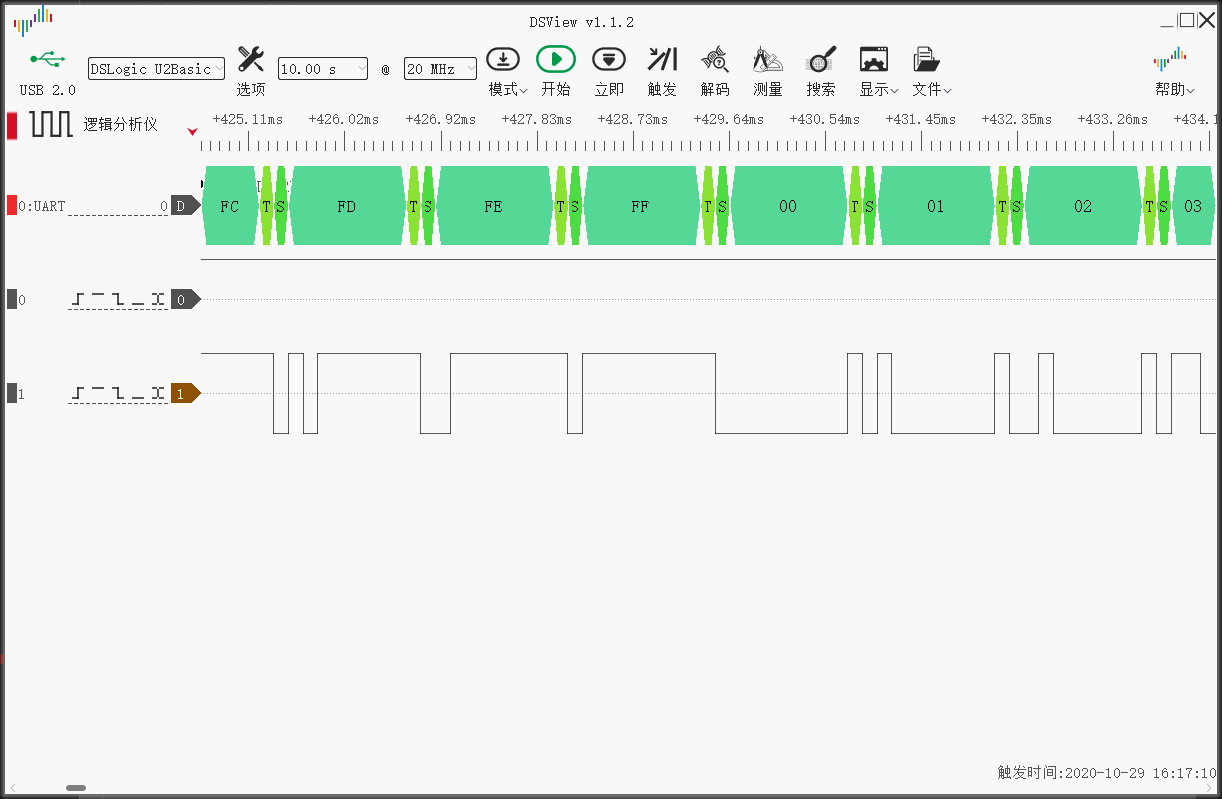 DSView v1.1.2
USB 2.0
DSLogic U2Basic
选项
10.00 s
@
20 MHz
模式 开始 立即 触发 解码 测量 搜索 显示 文件 帮助
逻辑分析仪
+425.11ms +426.02ms +426.92ms +427.83ms +428.73ms +429.64ms +430.54ms +431.45ms +432.35ms +433.26ms +434.1
0:UART 0 D FC T S FD T S FE T S FF T S 00 T S 01 T S 02 T S 03
0 0
1 1
触发时间:2020-10-29 16:17:10